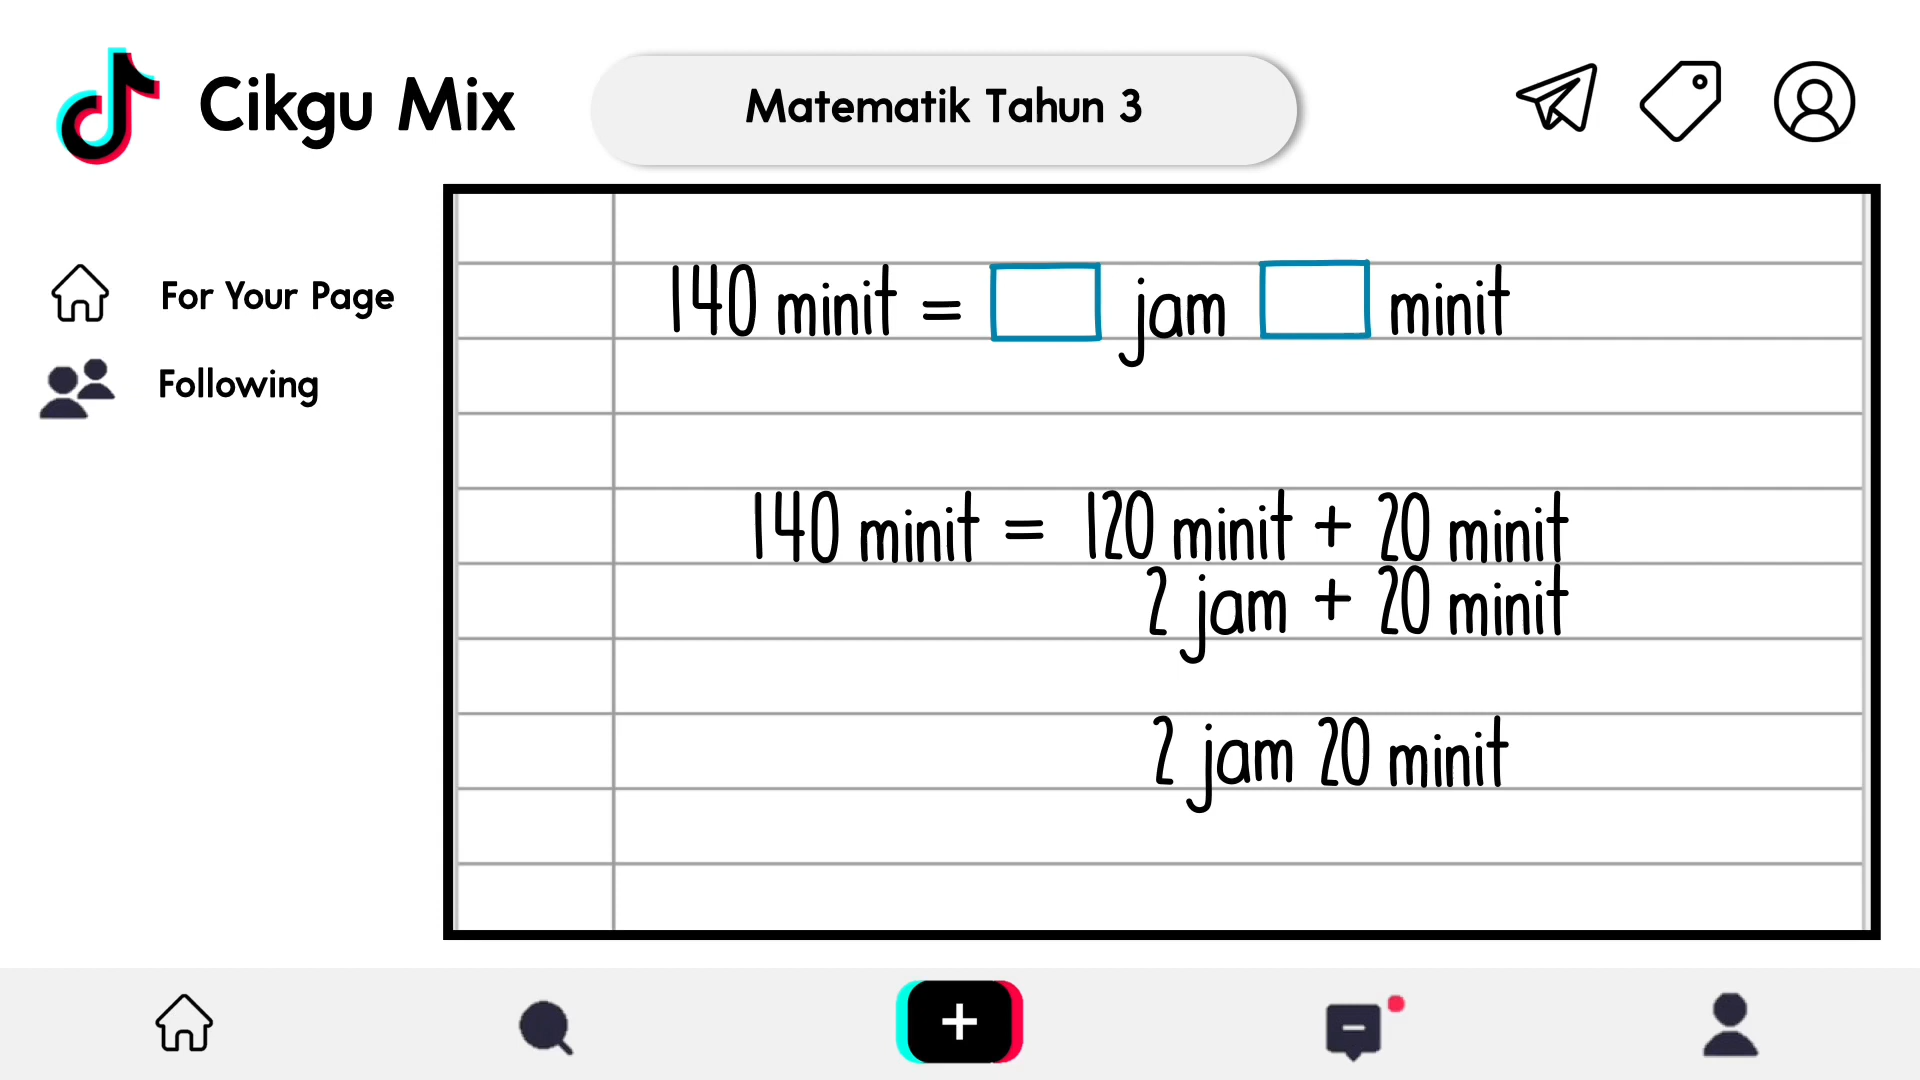 Cikgu Mix
Matematik Tahun 3
For Your Page
Following
140 minit = jam minit
140 minit = 120 minit + 20 minit
2 jam + 20 minit
2 jam 20 minit